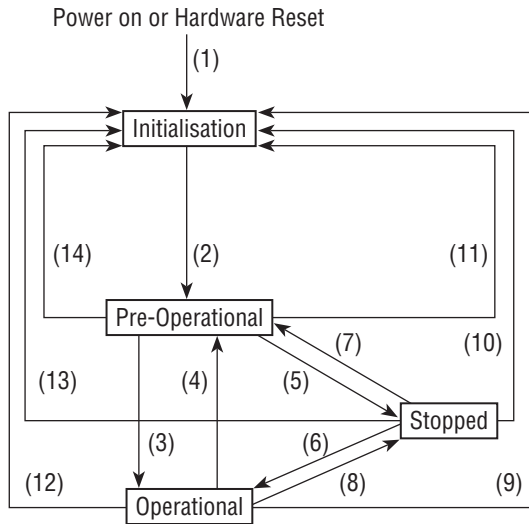 Power on or Hardware Reset
(1)
Initialisation
(14)
(2)
(11)
Pre-Operational
(7)
(10)
(13)
(4)
(5)
Stopped
(3)
(6)
(12)
(8)
(9)
Operational